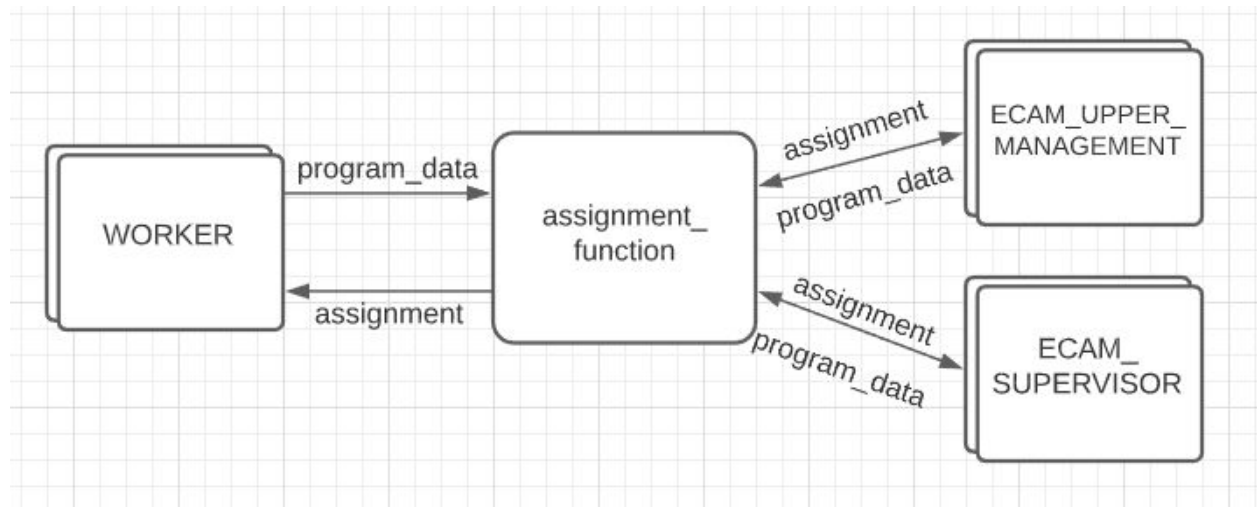 WORKER
program_data
assignment
assignment_
function
assignment
program_data
ECAM_UPPER_
MANAGEMENT
assignment
program_data
ECAM_
SUPERVISOR